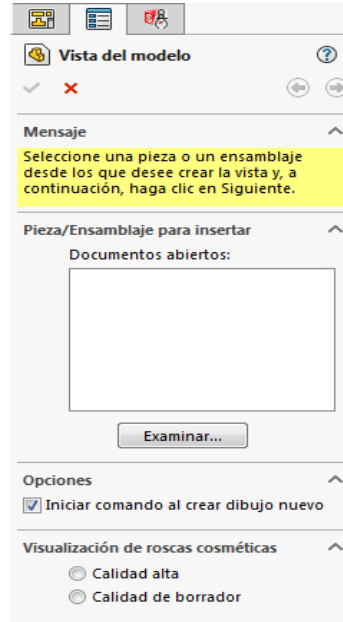 Vista del modelo
?
Mensaje
Seleccione una pieza o un ensamblaje
desde los que desee crear la vista y, a
continuación, haga clic en Siguiente.
Pieza/Ensamblaje para insertar
Documentos abiertos:
Examinar...
Opciones
Iniciar comando al crear dibujo nuevo
Visualización de roscas cosméticas
Calidad alta
Calidad de borrador